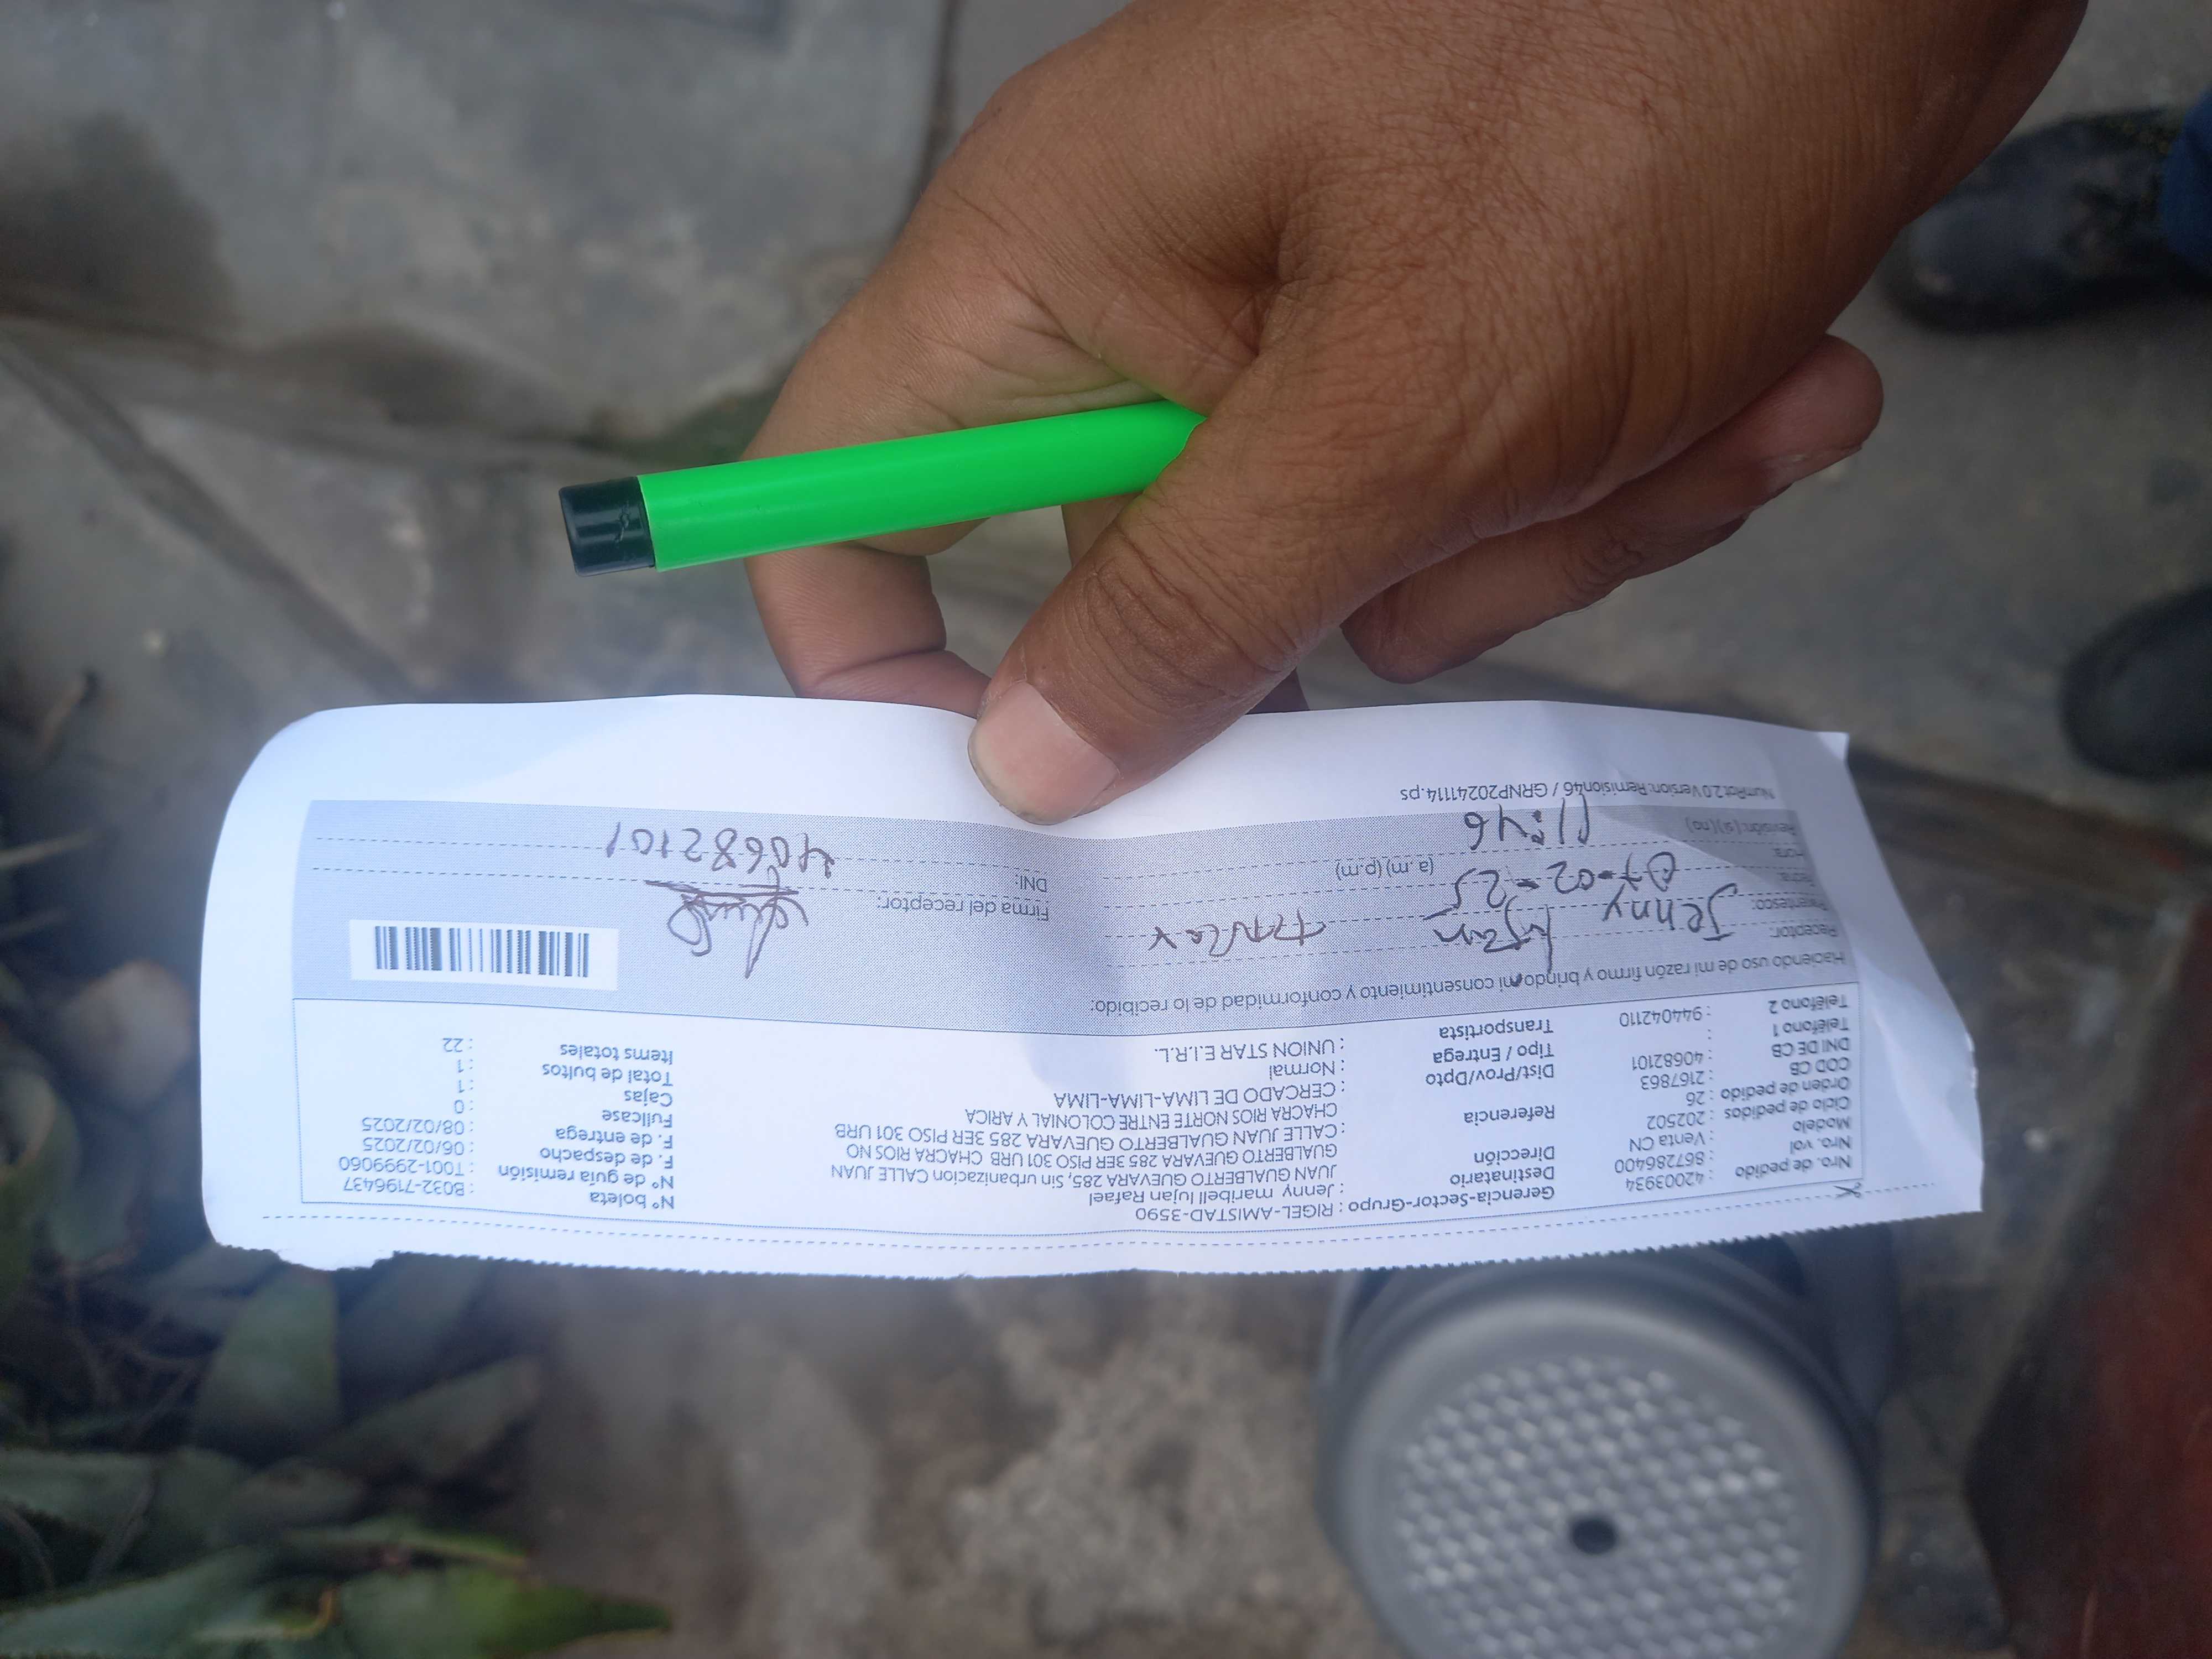 Nro. de pedido : 42003934
Nro. val : 867286400
Modelo : Venta CN
Ciclo de pedidos : 202502
Orden de pedido : 26
COD CB : 2167863
DNI DE CB : 40682101
Teléfono 1 :
Teléfono 2 : 944042110
Gerencia-Sector-Grupo : RIGEL-AMISTAD-3590
Destinatario : Jenny maribell lujan Rafael
Dirección JUAN GUALBERTO GUEVARA 285, Sin urbanizacion CALLE JUAN
GUALBERTO GUEVARA 285 3ER PISO 301 URB CHACRA RIOS NO
Referencia : CALLE JUAN GUALBERTO GUEVARA 285 3ER PISO 301 URB
CHACRA RIOS NORTE ENTRE COLONIAL Y ARICA
Dist/Prov/Dpto : CERCADO DE LIMA-LIMA-LIMA
Tipo / Entrega : Normal
Transportista : UNION STAR E.I.R.L.
N° boleta : B032-7196437
N° de guía remisión : T001-2999060
F. de despacho : 06/02/2025
F. de entrega : 08/02/2025
Fullcase : 0
Cajas : 1
Total de bultos : 1
Items totales : 22
Haciendo uso de mi razón firmo y brindo mi consentimiento y conformidad de lo recibido:
Receptor: Jenny Lujan
Parentesco:
Fecha: 07-02-25
Hora: 11:46 (a.m) (p.m)
Revisión: (si) (no)
Firma del receptor:
DNI: 40682101
NumRot 2.0 Version: Remision46 / GRNP20241114.ps